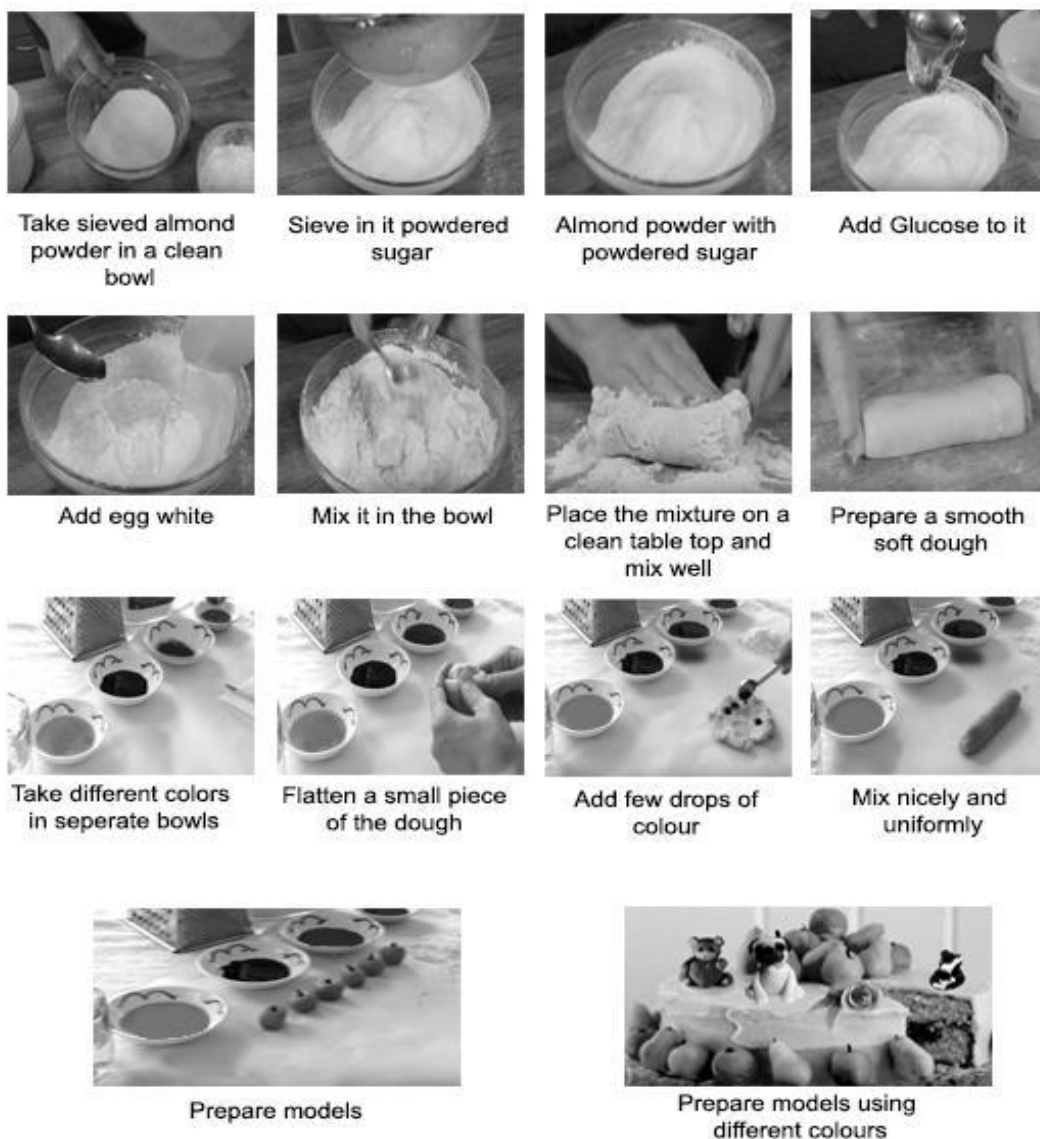 Take sieved almond
powder in a clean
bowl
Sieve in it powdered
sugar
Almond powder with
powdered sugar
Add Glucose to it
Add egg white
Mix it in the bowl
Place the mixture on a
clean table top and
mix well
Prepare a smooth
soft dough
Take different colors
in seperate bowls
Flatten a small piece
of the dough
Add few drops of
colour
Mix nicely and
uniformly
Prepare models
Prepare models using
different colours